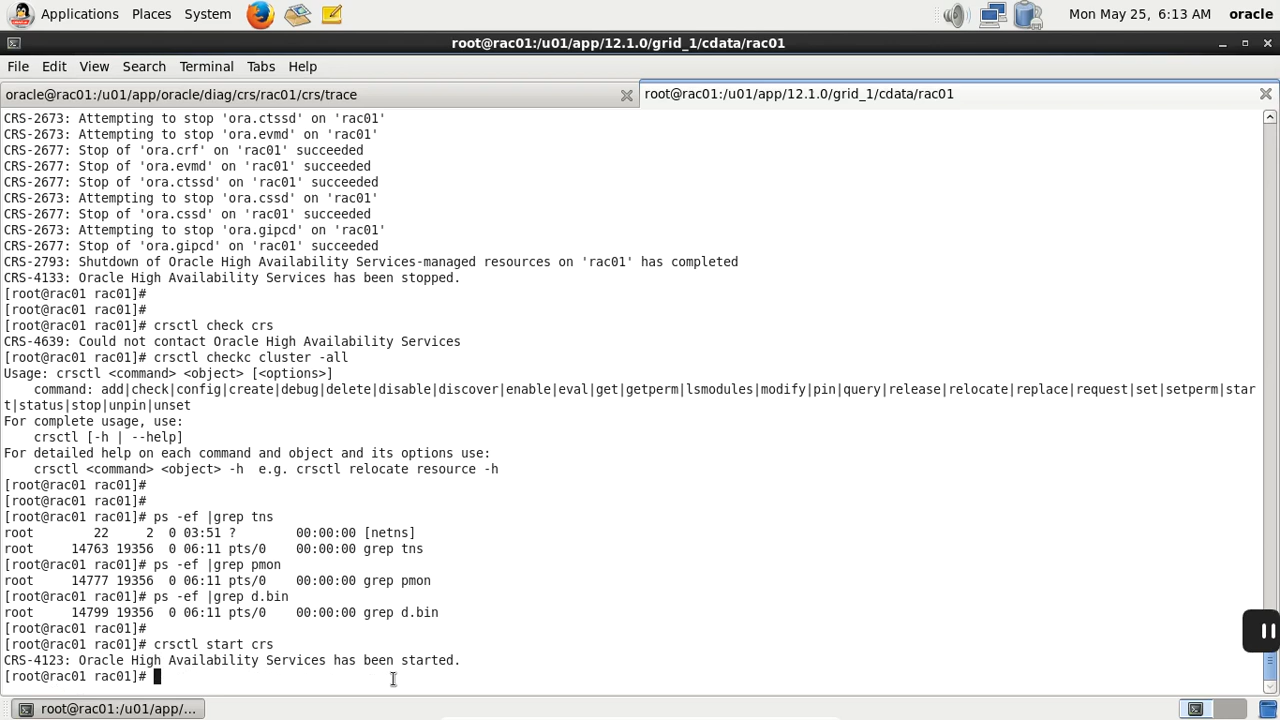 Applications Places System Mon May 25, 6:13 AM oracle
root@rac01:/u01/app/12.1.0/grid_1/cdata/rac01
File Edit View Search Terminal Tabs Help
oracle@rac01:/u01/app/oracle/diag/crs/rac01/crs/trace
root@rac01:/u01/app/12.1.0/grid_1/cdata/rac01
CRS-2673: Attempting to stop 'ora.ctssd' on 'rac01'
CRS-2673: Attempting to stop 'ora.evmd' on 'rac01'
CRS-2677: Stop of 'ora.crf' on 'rac01' succeeded
CRS-2677: Stop of 'ora.evmd' on 'rac01' succeeded
CRS-2677: Stop of 'ora.ctssd' on 'rac01' succeeded
CRS-2673: Attempting to stop 'ora.cssd' on 'rac01'
CRS-2677: Stop of 'ora.cssd' on 'rac01' succeeded
CRS-2673: Attempting to stop 'ora.gipcd' on 'rac01'
CRS-2677: Stop of 'ora.gipcd' on 'rac01' succeeded
CRS-2793: Shutdown of Oracle High Availability Services-managed resources on 'rac01' has completed
CRS-4133: Oracle High Availability Services has been stopped.
[root@rac01 rac01]#
[root@rac01 rac01]#
[root@rac01 rac01]# crsctl check crs
CRS-4639: Could not contact Oracle High Availability Services
[root@rac01 rac01]# crsctl checkc cluster -all
Usage: crsctl <command> <object> [<options>]
    command: add|check|config|create|debug|delete|disable|discover|enable|eval|get|getperm|lsmodules|modify|pin|query|release|relocate|replace|request|set|setperm|star
t|status|stop|unpin|unset
For complete usage, use:
    crsctl [-h | --help]
For detailed help on each command and object and its options use:
    crsctl <command> <object> -h  e.g. crsctl relocate resource -h
[root@rac01 rac01]#
[root@rac01 rac01]#
[root@rac01 rac01]# ps -ef |grep tns
root        22     2  0 03:51 ?        00:00:00 [netns]
root     14763 19356  0 06:11 pts/0    00:00:00 grep tns
[root@rac01 rac01]# ps -ef |grep pmon
root     14777 19356  0 06:11 pts/0    00:00:00 grep pmon
[root@rac01 rac01]# ps -ef |grep d.bin
root     14799 19356  0 06:11 pts/0    00:00:00 grep d.bin
[root@rac01 rac01]#
[root@rac01 rac01]# crsctl start crs
CRS-4123: Oracle High Availability Services has been started.
[root@rac01 rac01]#
root@rac01:/u01/app/...